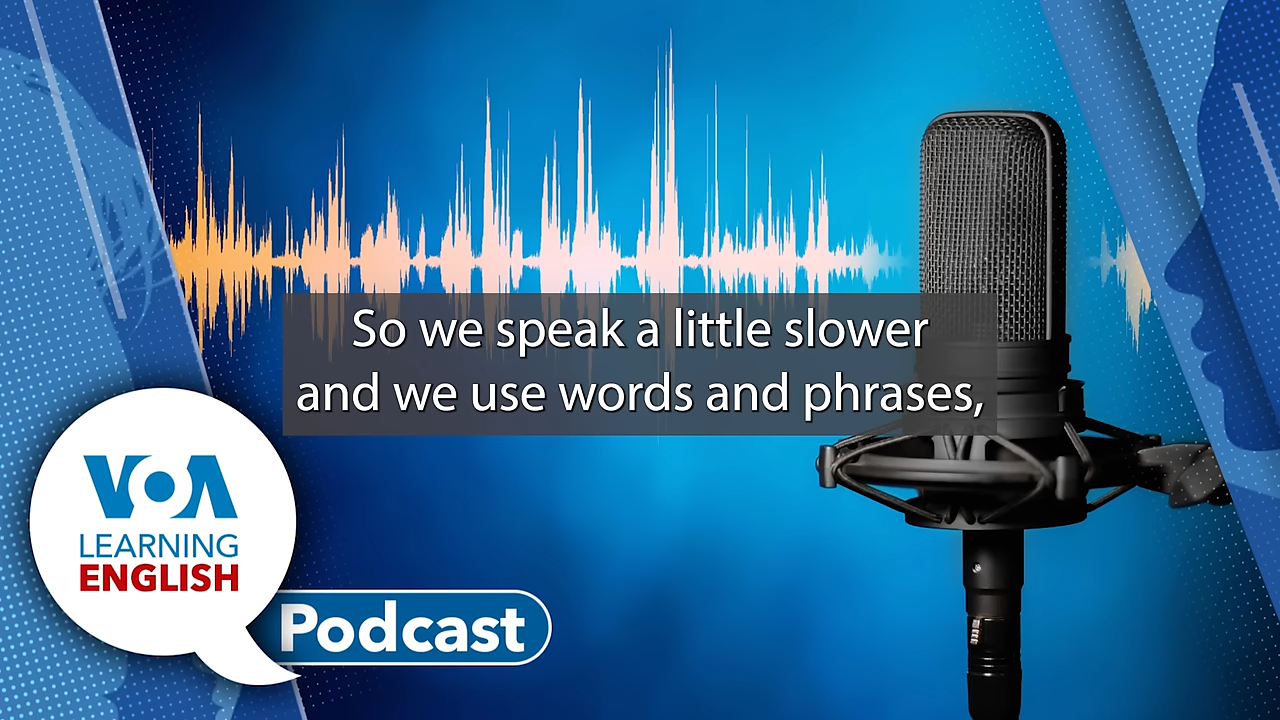 So we speak a little slower
and we use words and phrases,
VOA
LEARNING
ENGLISH
Podcast